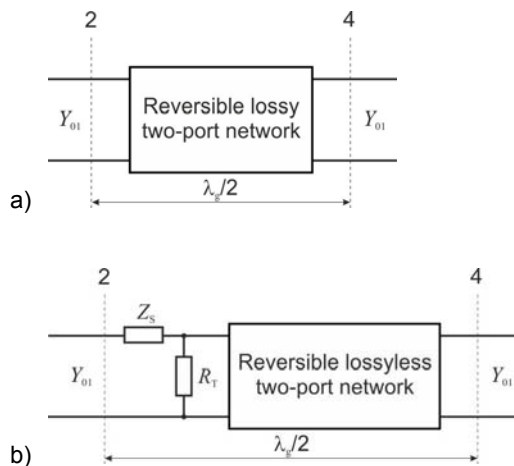 2
4
Y01
Reversible lossy
two-port network
Y01
λg/2
a)
2
4
ZS
Y01
RT
Reversible lossyless
two-port network
Y01
λg/2
b)